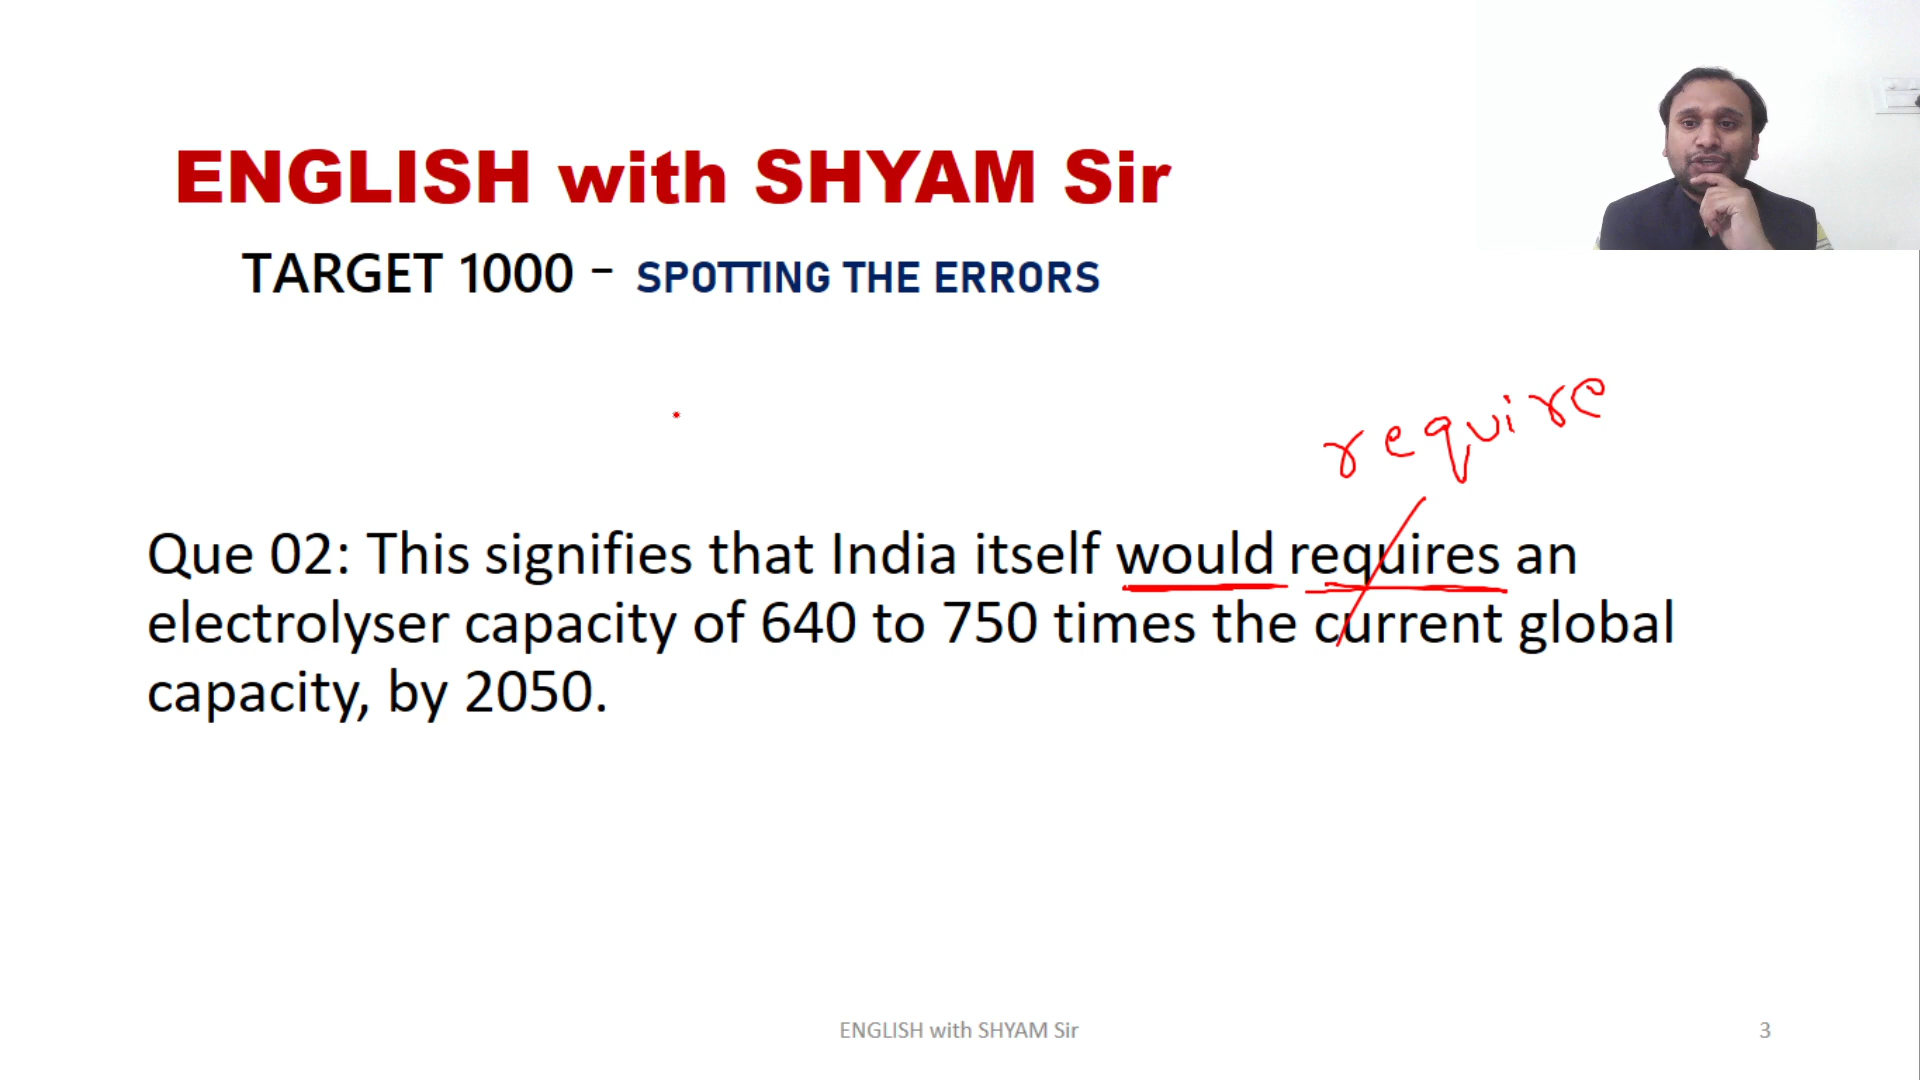 ENGLISH with SHYAM Sir
TARGET 1000 - SPOTTING THE ERRORS
require
Que 02: This signifies that India itself would requires an
electrolyser capacity of 640 to 750 times the current global
capacity, by 2050.
ENGLISH with SHYAM Sir
3